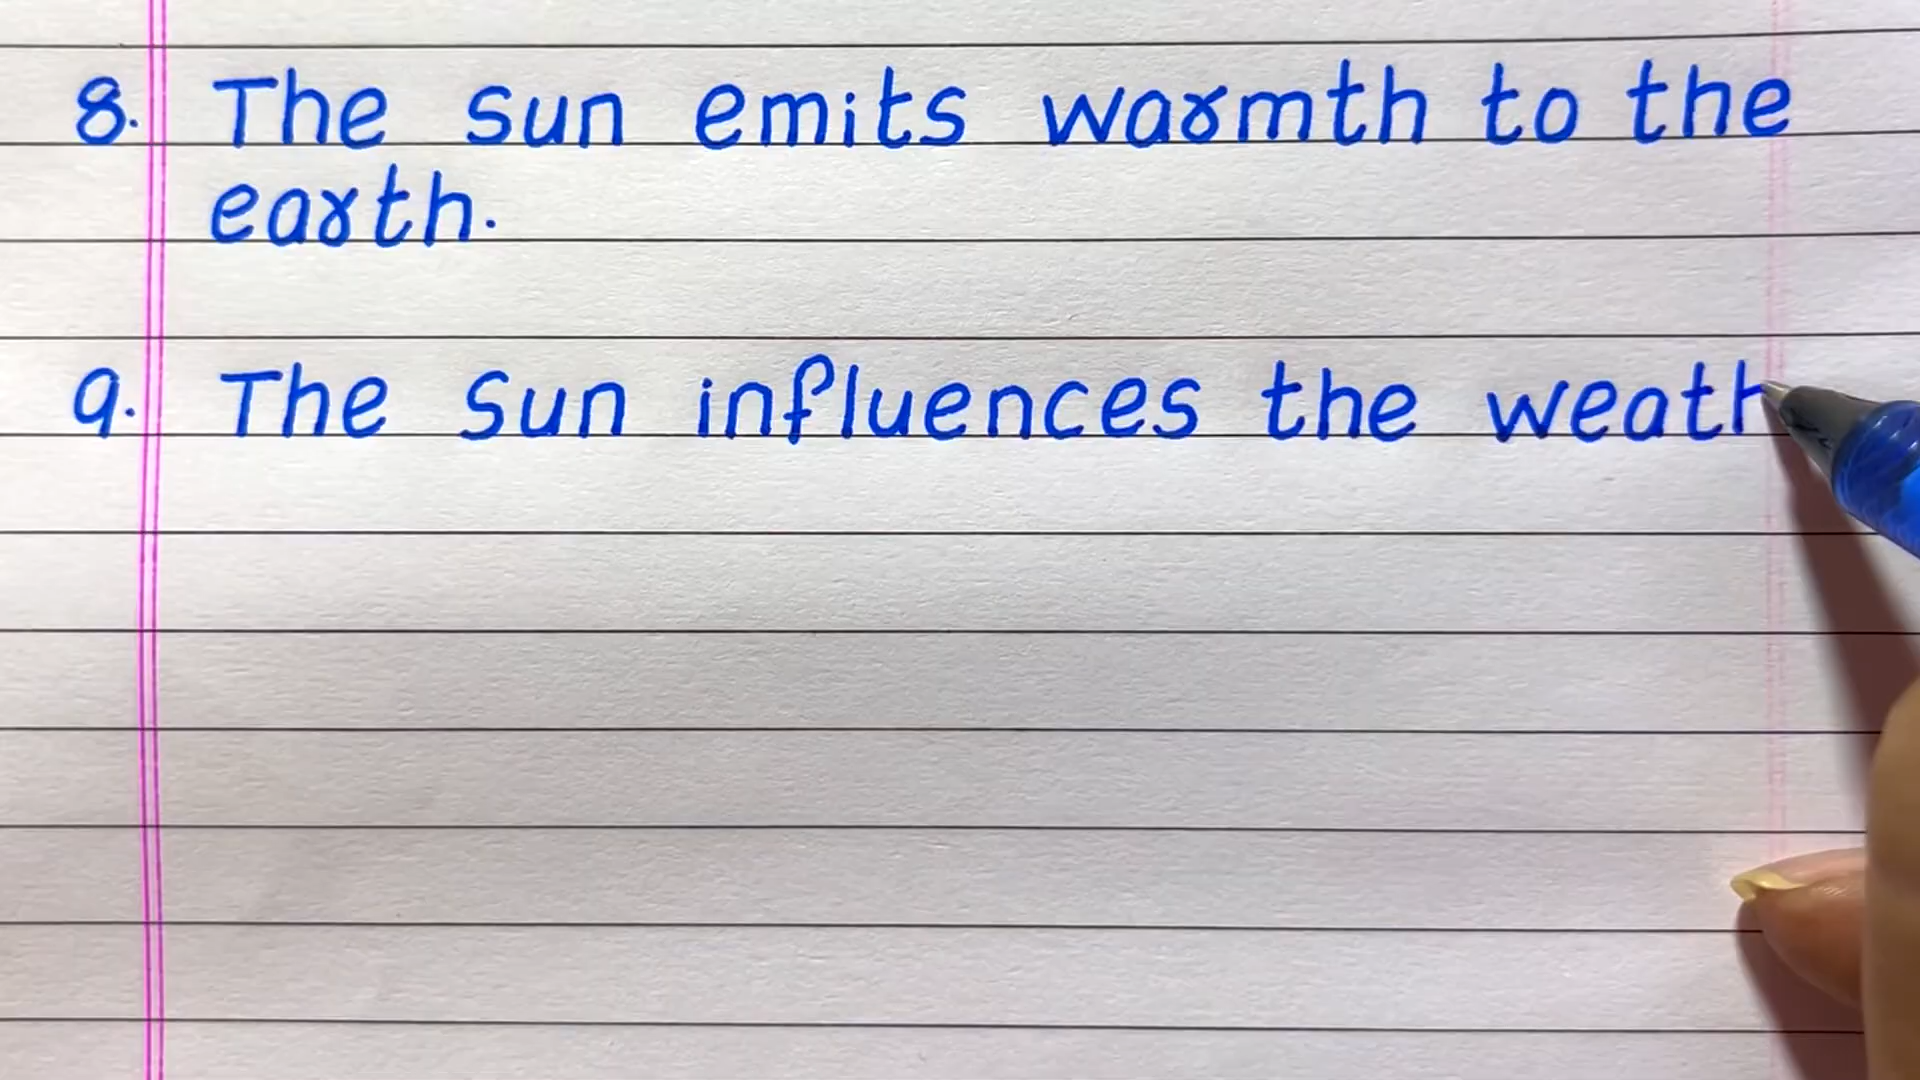 8. The sun emits warmth to the
earth.
9. The Sun influences the weath